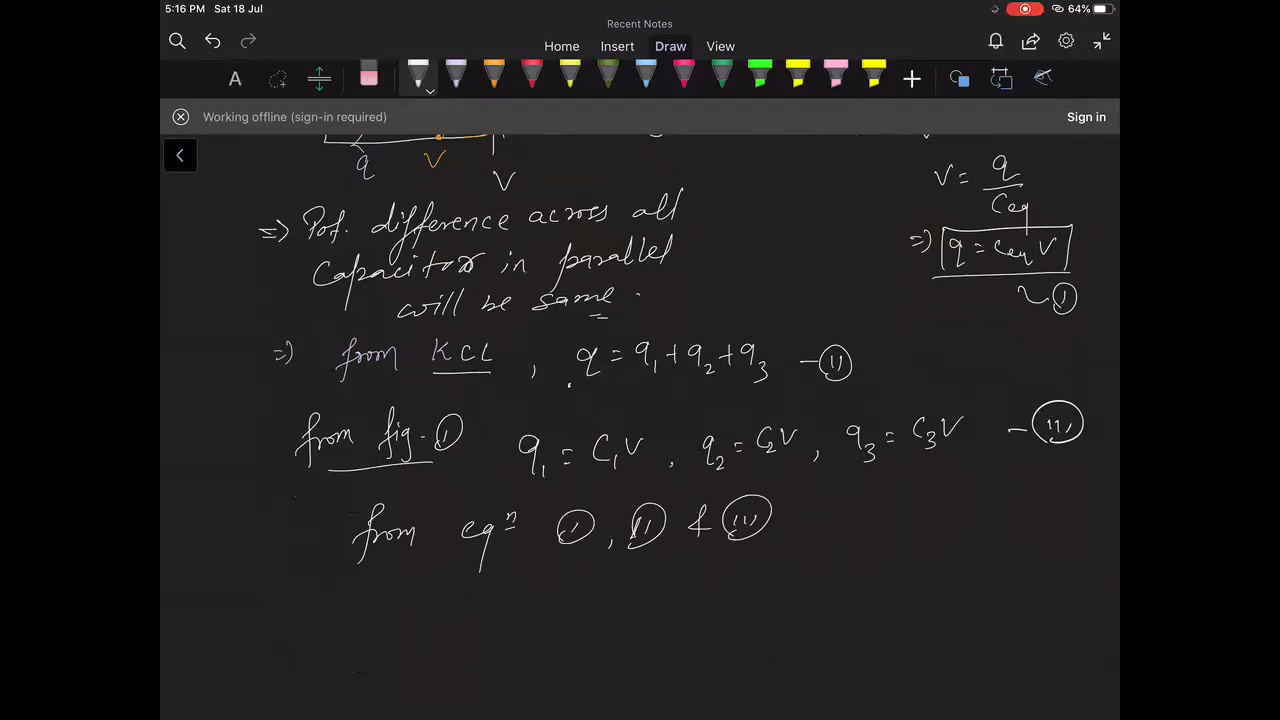 5:16 PM Sat 18 Jul
64%
Recent Notes
Home Insert Draw View
A
Working offline (sign-in required)
Sign in
q V
V
V = q / Ceq
=) q = Ceq V
(i)
=) Pot. difference across all
capacitor in parallel
will be same.
=) from KCL, q = q₁ + q₂ + q₃ – (ii)
from fig-(i) q₁ = C₁V, q₂ = C₂V, q₃ = C₃V – (iii)
from eqⁿ (i), (ii) & (iii)